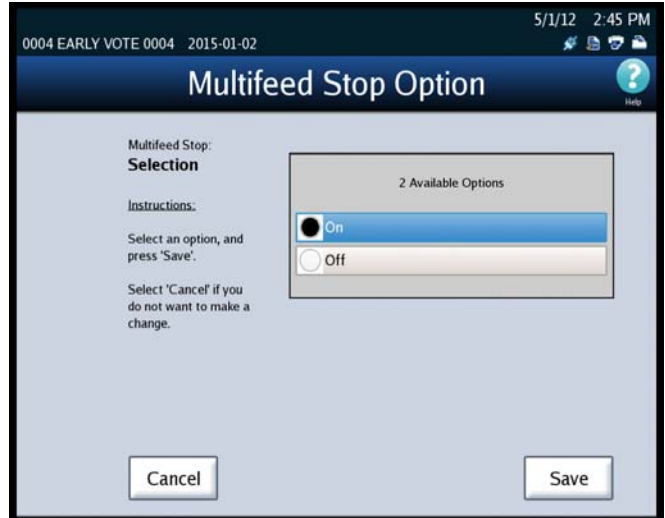 5/1/12 2:45 PM
0004 EARLY VOTE 0004 2015-01-02
Multifeed Stop Option
Help
Multifeed Stop:
Selection
Instructions:
Select an option, and
press 'Save'.
Select 'Cancel' if you
do not want to make a
change.
2 Available Options
On
Off
Cancel
Save